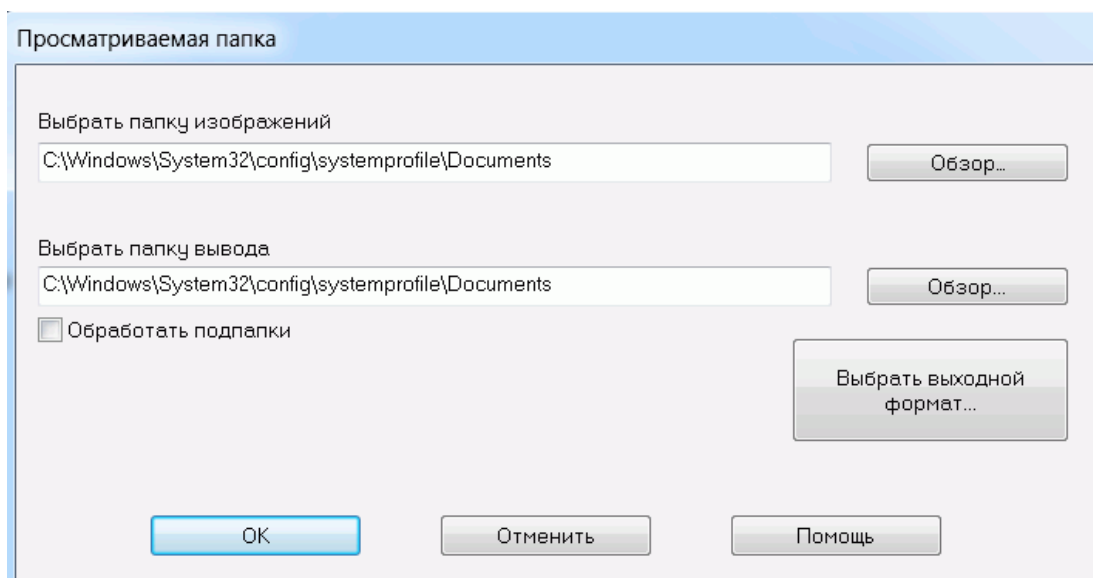 Просматриваемая папка
Выбрать папку изображений
C:\Windows\System32\config\systemprofile\Documents
Обзор...
Выбрать папку вывода
C:\Windows\System32\config\systemprofile\Documents
Обзор...
Обработать подпапки
Выбрать выходной
формат...
OK
Отменить
Помощь